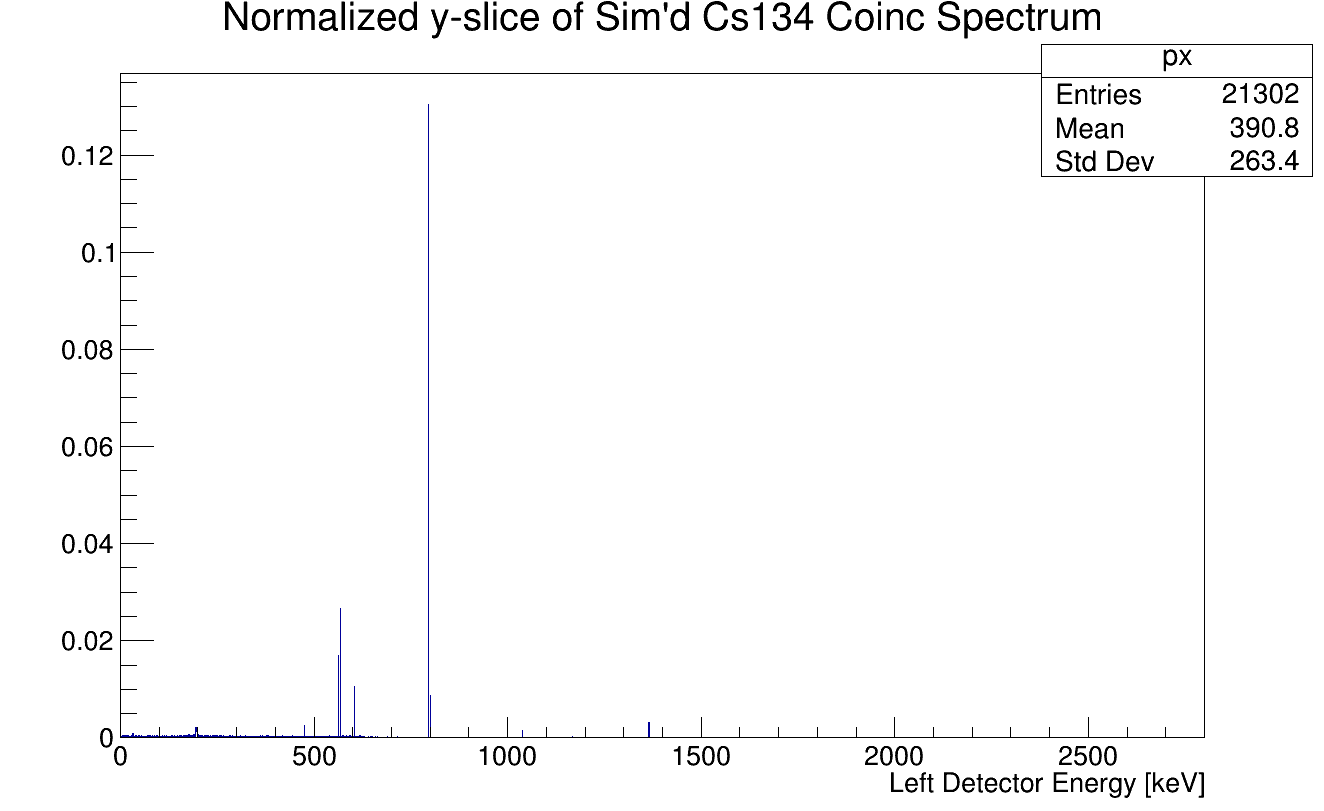 Normalized y-slice of Sim'd Cs134 Coinc Spectrum
px
Entries 21302
Mean 390.8
Std Dev 263.4
0.12
0.1
0.08
0.06
0.04
0.02
0
0 500 1000 1500 2000 2500
Left Detector Energy [keV]